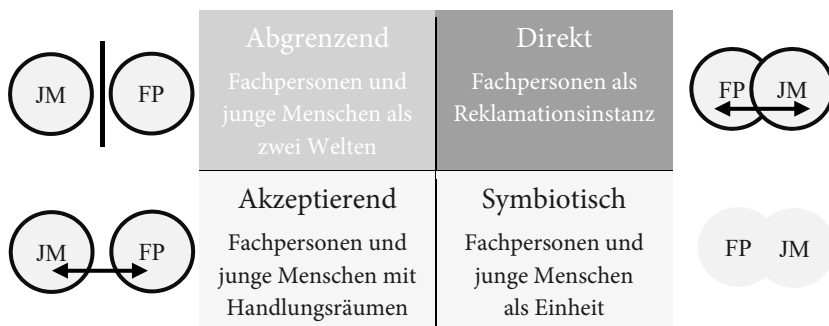 Abgrenzend
Fachpersonen und
junge Menschen als
zwei Welten
Direkt
Fachpersonen als
Reklamationsinstanz
JM
FP
FP
JM
Akzeptierend
Fachpersonen und
junge Menschen mit
Handlungsräumen
Symbiotisch
Fachpersonen und
junge Menschen
als Einheit
JM
FP
FP
JM